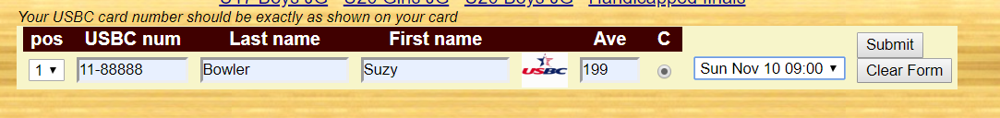 U17 Boys JG - U20 Girls JG - U20 Boys JG - Handicapped finals
Your USBC card number should be exactly as shown on your card
pos USBC num Last name First name Ave C
Submit
1 11-88888 Bowler Suzy USBC 199 Sun Nov 10 09:00
Clear Form